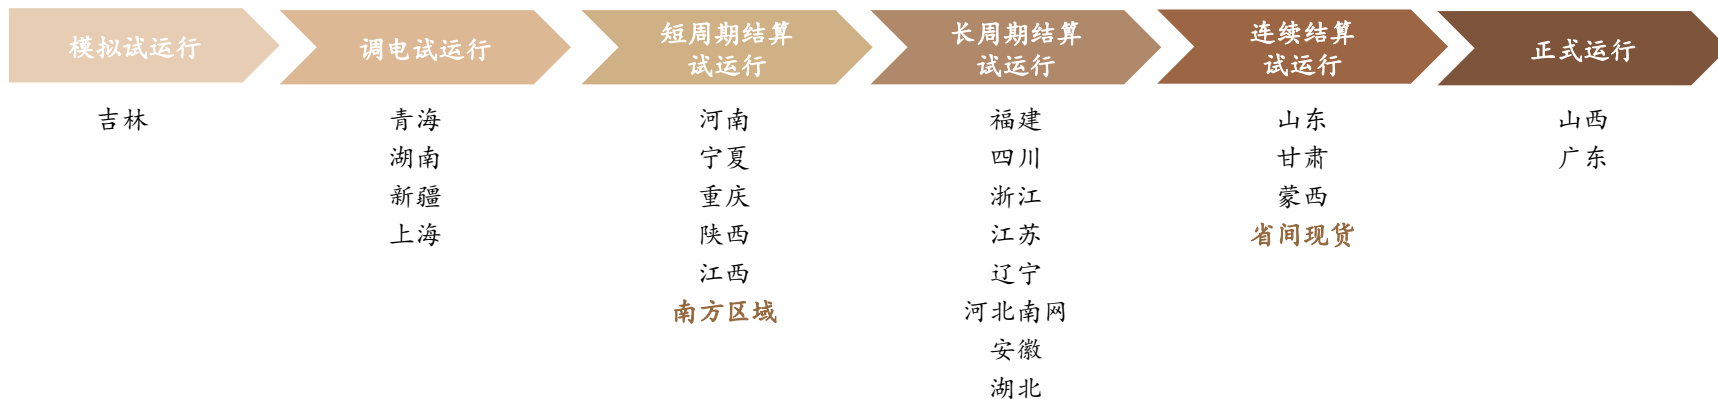 模拟试运行
吉林
调电试运行
青海
湖南
新疆
上海
短周期结算
试运行
河南
宁夏
重庆
陕西
江西
南方区域
长周期结算
试运行
福建
四川
浙江
江苏
辽宁
河北南网
安徽
湖北
连续结算
试运行
山东
甘肃
蒙西
省间现货
正式运行
山西
广东